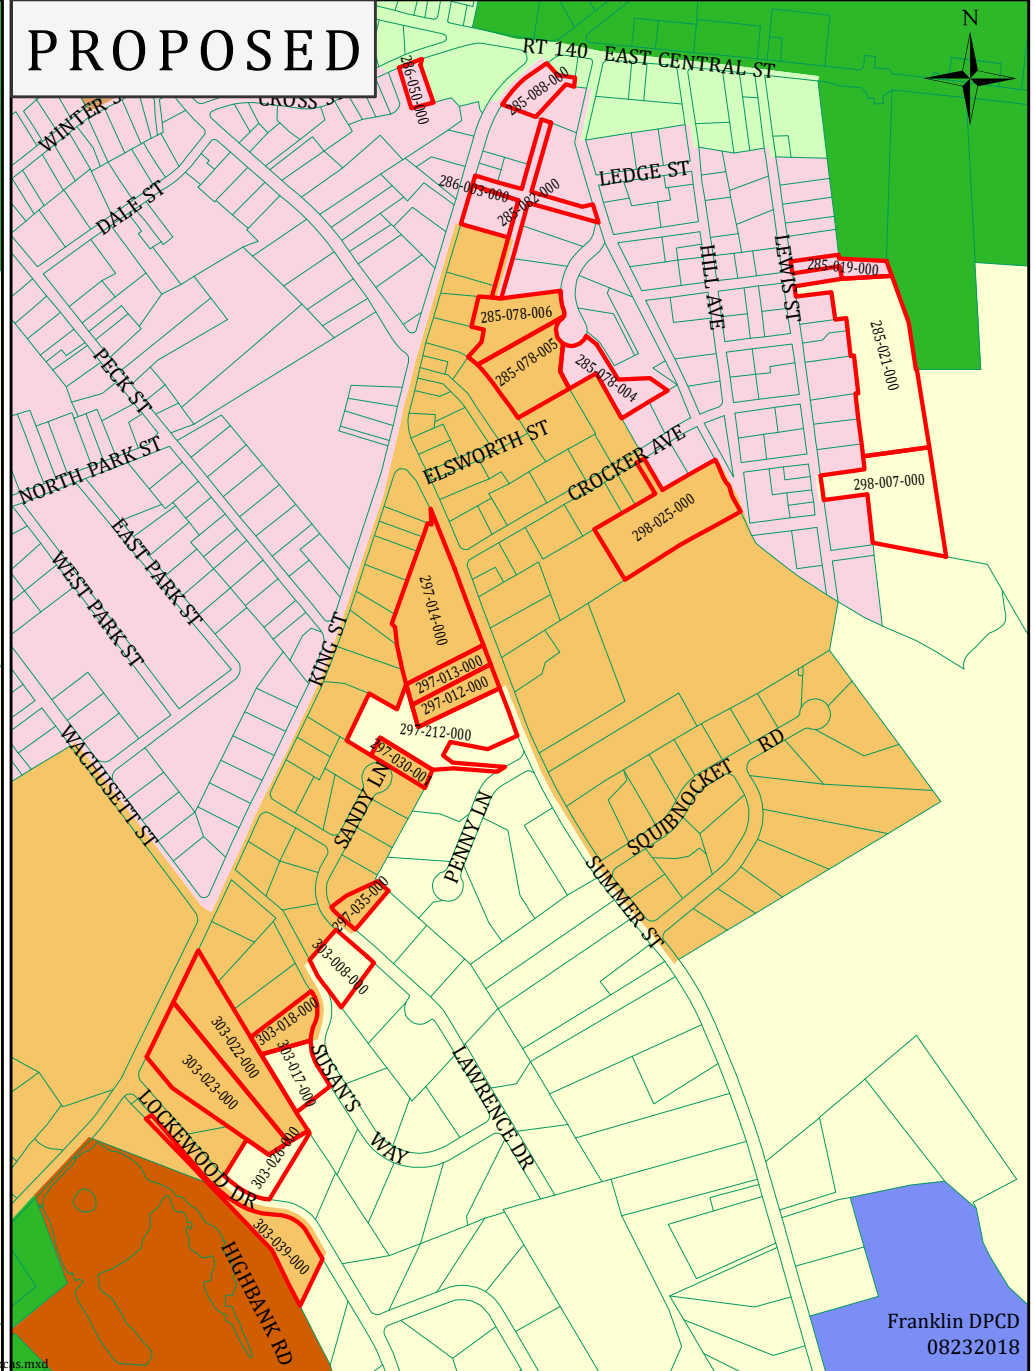 PROPOSED
N
RT 140
EAST CENTRAL ST
286-050-000
285-088-000
WINTER S
CROSS S
LEDGE ST
286-003-000
285-082-000
DALE ST
HILL AVE
LEWIS ST
285-019-000
285-078-006
285-078-005
285-078-004
285-021-000
PECK ST
ELSWORTH ST
CROCKER AVE
NORTH PARK ST
298-007-000
298-025-000
EAST PARK ST
WEST PARK ST
297-014-000
KING ST
297-013-000
297-012-000
297-212-000
297-030-001
WACHUSETT ST
SANDY LN
PENNY LN
SQUIBNOCKET RD
SUMMER ST
297-035-000
303-008-000
303-018-000
303-022-000
303-017-000
303-023-000
SUSAN'S WAY
LAWRENCE DR
LOCKEWOOD DR
303-026-000
303-039-000
HIGHBANK RD
Franklin DPCD
08232018
cas.mxd